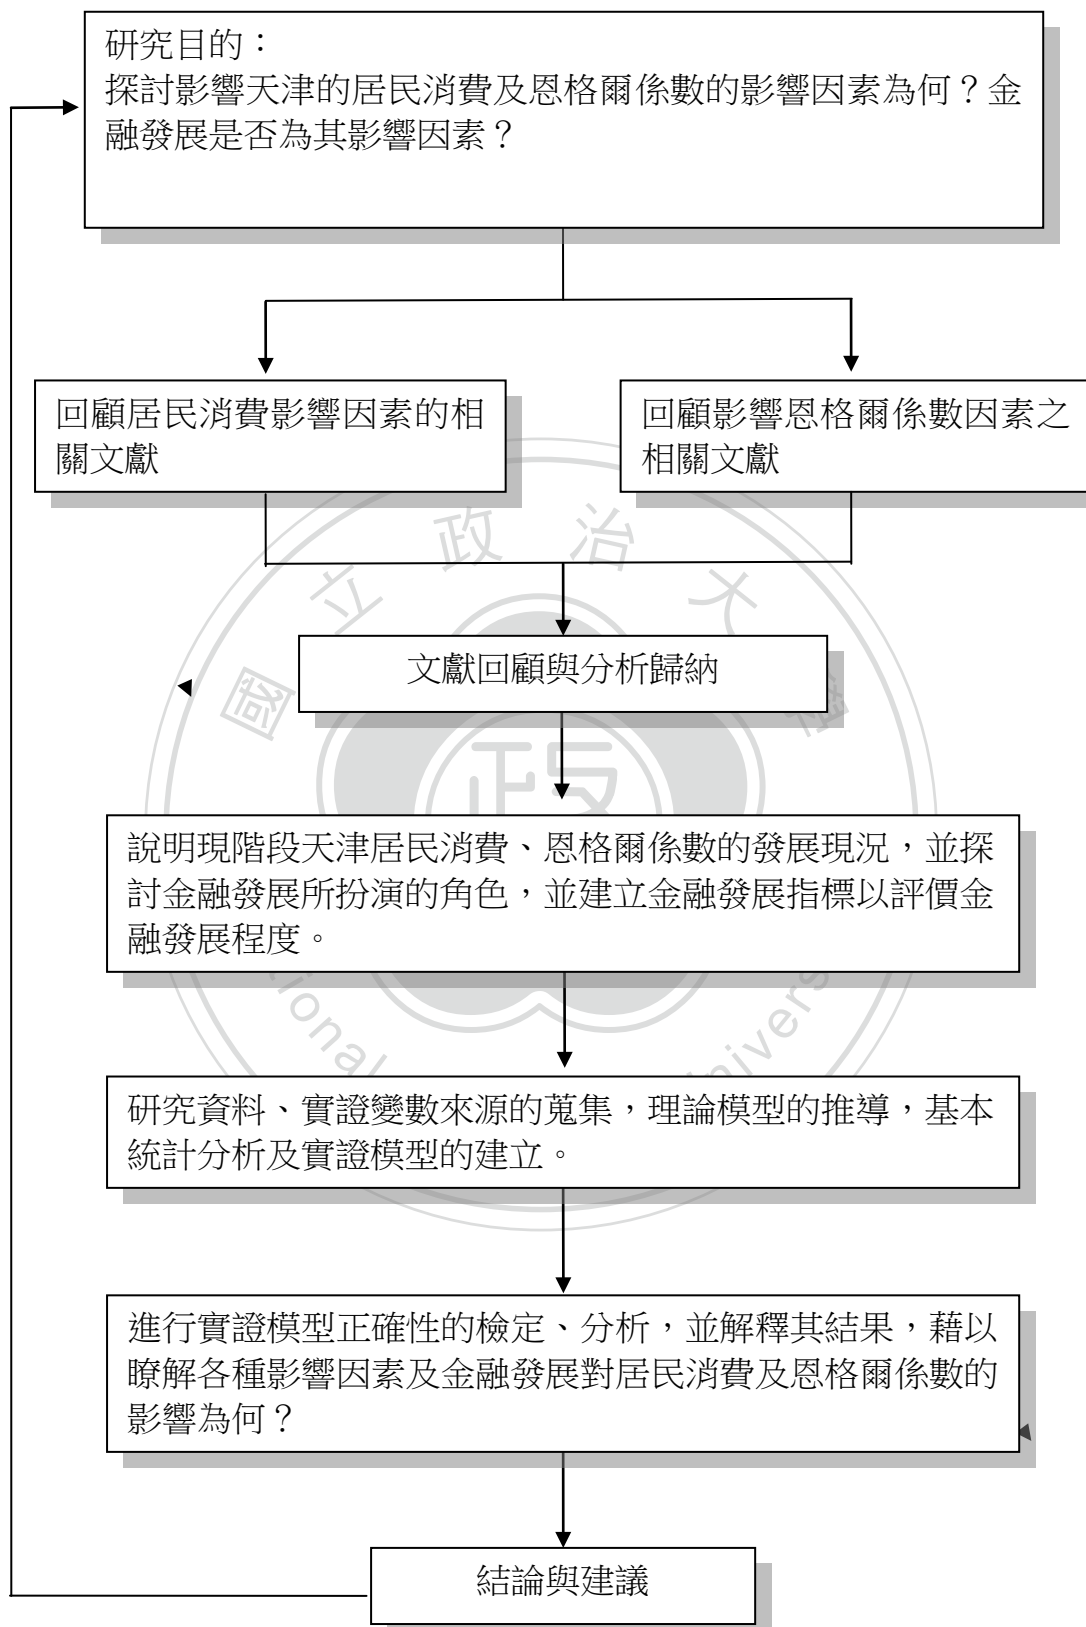 研究目的：
探討影響天津的居民消費及恩格爾係數的影響因素為何？金
融發展是否為其影響因素？
回顧居民消費影響因素的相
關文獻
回顧影響恩格爾係數因素之
相關文獻
國立政治大學
政
文獻回顧與分析歸納
說明現階段天津居民消費、恩格爾係數的發展現況，並探
討金融發展所扮演的角色，並建立金融發展指標以評價金
融發展程度。
tional
nivers
研究資料、實證變數來源的蒐集，理論模型的推導，基本
統計分析及實證模型的建立。
進行實證模型正確性的檢定、分析，並解釋其結果，藉以
瞭解各種影響因素及金融發展對居民消費及恩格爾係數的
影響為何？
結論與建議